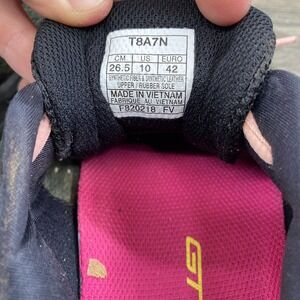 T8A7N
CM US EURO
26.5 10 42
SYNTHETIC FIBER & SYNTHETIC LEATHER
UPPER / RUBBER SOLE
MADE IN VIETNAM
FABRIQUE AU VIETNAM
F820218 FV
GT